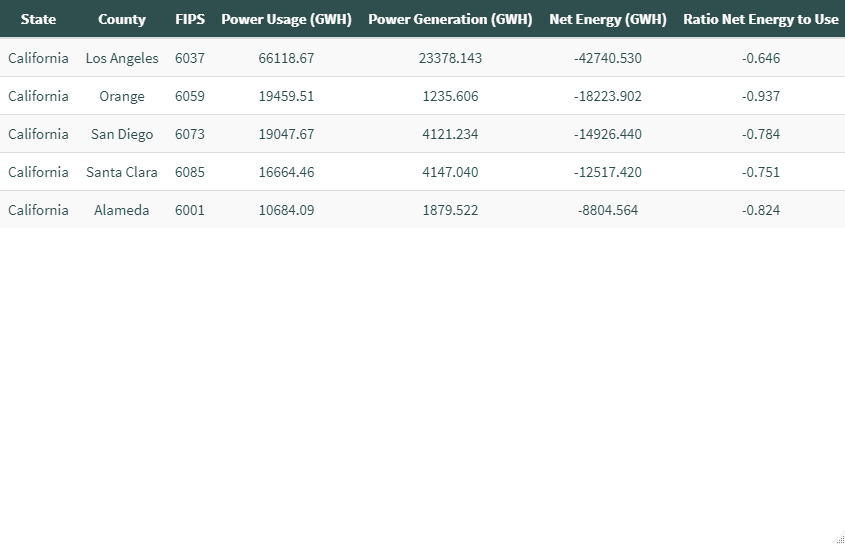 State County FIPS Power Usage (GWH) Power Generation (GWH) Net Energy (GWH) Ratio Net Energy to Use
California Los Angeles 6037 66118.67 23378.143 -42740.530 -0.646
California Orange 6059 19459.51 1235.606 -18223.902 -0.937
California San Diego 6073 19047.67 4121.234 -14926.440 -0.784
California Santa Clara 6085 16664.46 4147.040 -12517.420 -0.751
California Alameda 6001 10684.09 1879.522 -8804.564 -0.824